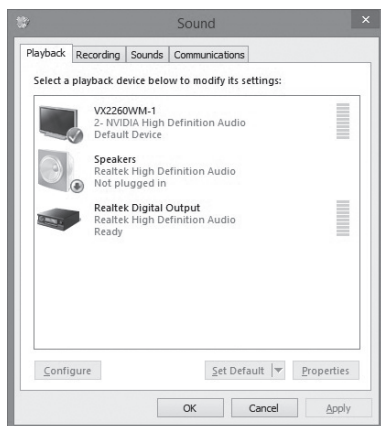 Sound
Playback Recording Sounds Communications
Select a playback device below to modify its settings:
VX2260WM-1
2- NVIDIA High Definition Audio
Default Device
Speakers
Realtek High Definition Audio
Not plugged in
Realtek Digital Output
Realtek High Definition Audio
Ready
Configure Set Default Properties
OK Cancel Apply